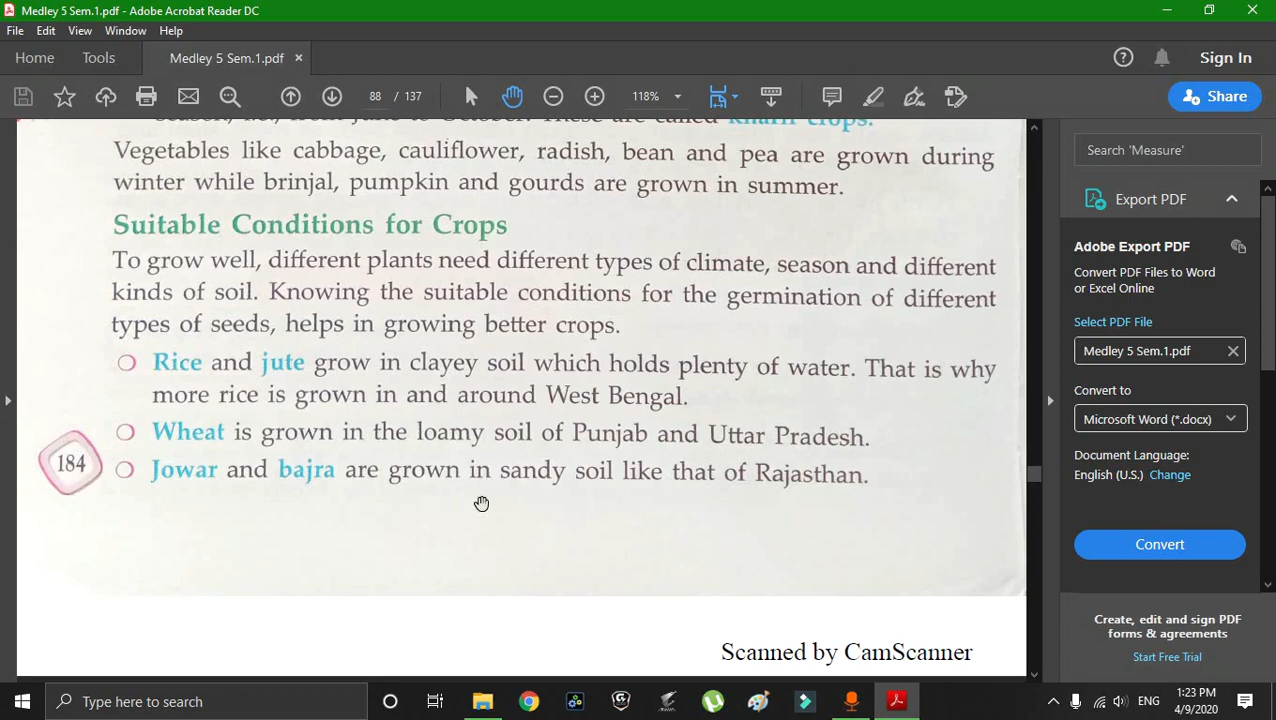 Medley 5 Sem.1.pdf - Adobe Acrobat Reader DC
File Edit View Window Help
Home Tools Medley 5 Sem.1.pdf × Sign In
88 / 137 118% Share
season, i.e., from June to October. These are called kharif crops.
Vegetables like cabbage, cauliflower, radish, bean and pea are grown during
winter while brinjal, pumpkin and gourds are grown in summer.
Suitable Conditions for Crops
To grow well, different plants need different types of climate, season and different
kinds of soil. Knowing the suitable conditions for the germination of different
types of seeds, helps in growing better crops.
Rice and jute grow in clayey soil which holds plenty of water. That is why
more rice is grown in and around West Bengal.
Wheat is grown in the loamy soil of Punjab and Uttar Pradesh.
184
Jowar and bajra are grown in sandy soil like that of Rajasthan.
Scanned by CamScanner
Search 'Measure'
Export PDF
Adobe Export PDF
Convert PDF Files to Word
or Excel Online
Select PDF File
Medley 5 Sem.1.pdf
Convert to
Microsoft Word (*.docx)
Document Language:
English (U.S.) Change
Convert
Create, edit and sign PDF
forms & agreements
Start Free Trial
Type here to search
ENG
1:23 PM
4/9/2020